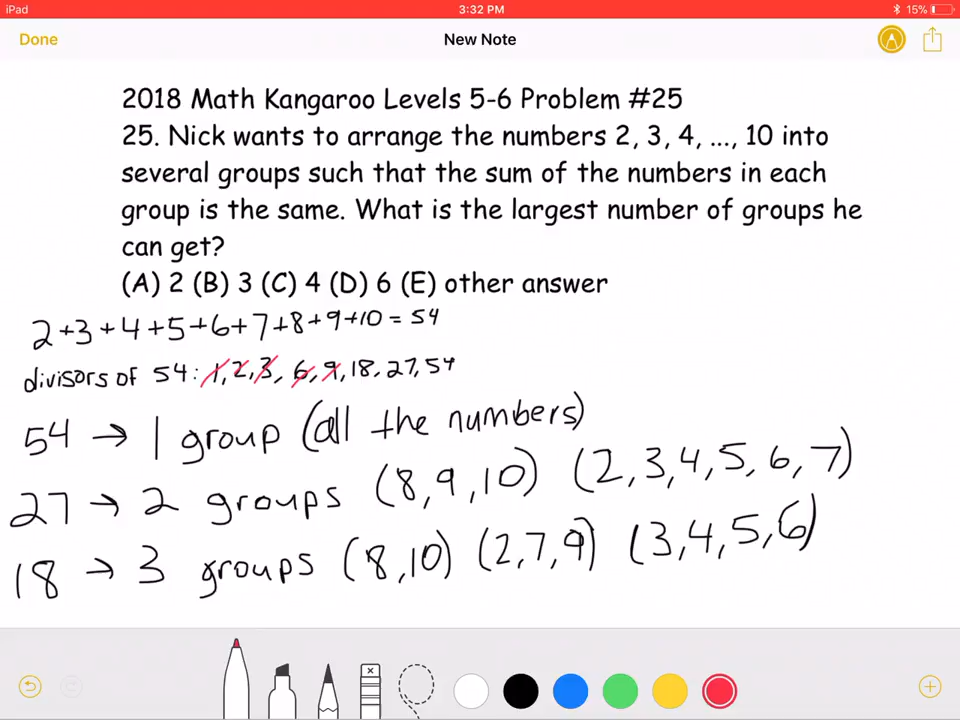 iPad 3:32 PM 15%
Done New Note
2018 Math Kangaroo Levels 5-6 Problem #25
25. Nick wants to arrange the numbers 2, 3, 4, ..., 10 into
several groups such that the sum of the numbers in each
group is the same. What is the largest number of groups he
can get?
(A) 2 (B) 3 (C) 4 (D) 6 (E) other answer
2+3+4+5+6+7+8+9+10=54
divisors of 54: 1, 2, 3, 6, 9, 18, 27, 54
54 → 1 group (all the numbers)
27 → 2 groups (8,9,10) (2,3,4,5,6,7)
18 → 3 groups (8,10) (2,7,9) (3,4,5,6)